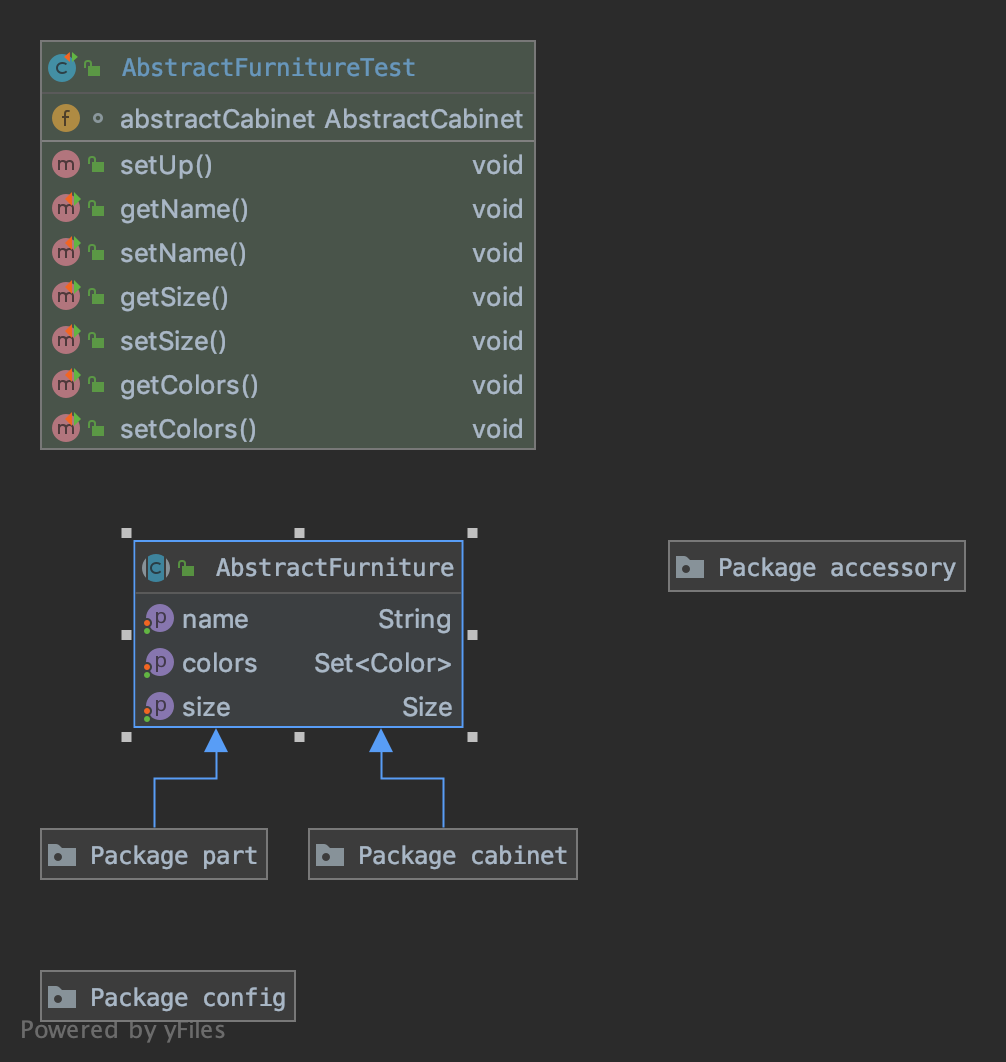 AbstractFurnitureTest
abstractCabinet AbstractCabinet
setUp() void
getName() void
setName() void
getSize() void
setSize() void
getColors() void
setColors() void
AbstractFurniture
name String
colors Set<Color>
size Size
Package accessory
Package part
Package cabinet
Package config
Powered by yFiles